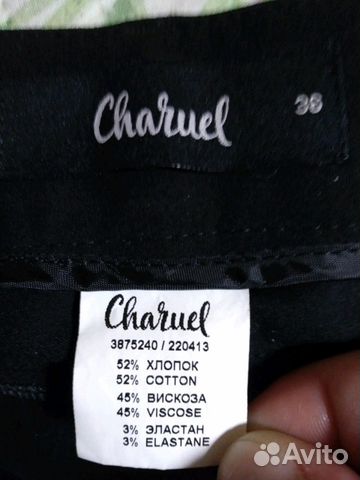 Charuel 38
Charuel
3875240 / 220413
52% ХЛОПОК
52% COTTON
45% ВИСКОЗА
45% VISCOSE
3% ЭЛАСТАН
3% ELASTANE
Avito